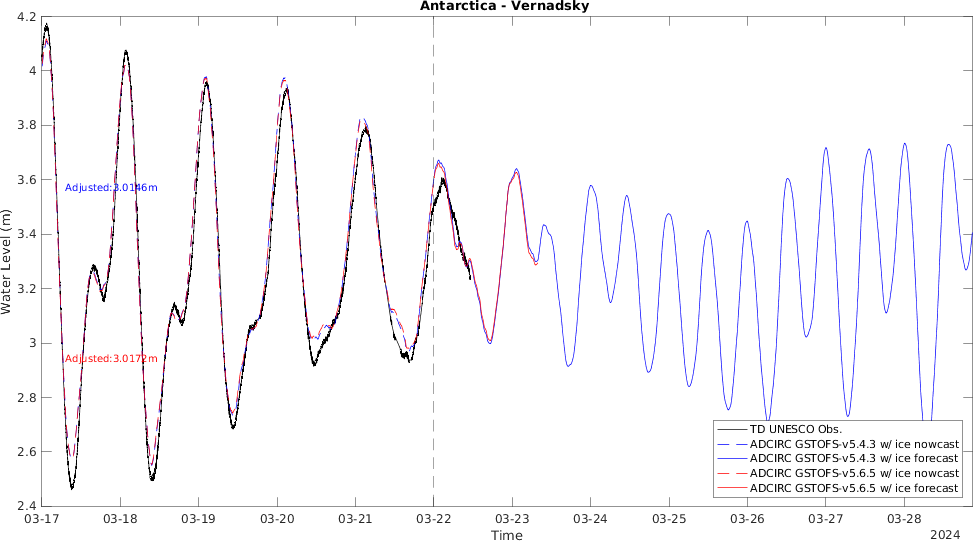 Antarctica - Vernadsky
4.2
4
3.8
3.6
3.4
3.2
3
2.8
2.6
2.4
Water Level (m)
Adjusted:3.0146m
Adjusted:3.0172m
TD UNESCO Obs.
ADCIRC GSTOFS-v5.4.3 w/ ice nowcast
ADCIRC GSTOFS-v5.4.3 w/ ice forecast
ADCIRC GSTOFS-v5.6.5 w/ ice nowcast
ADCIRC GSTOFS-v5.6.5 w/ ice forecast
03-17 03-18 03-19 03-20 03-21 03-22 03-23 03-24 03-25 03-26 03-27 03-28
Time
2024